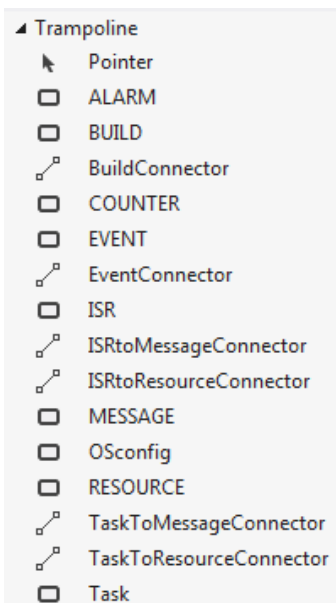 Trampoline
Pointer
ALARM
BUILD
BuildConnector
COUNTER
EVENT
EventConnector
ISR
ISRtoMessageConnector
ISRtoResourceConnector
MESSAGE
OSconfig
RESOURCE
TaskToMessageConnector
TaskToResourceConnector
Task